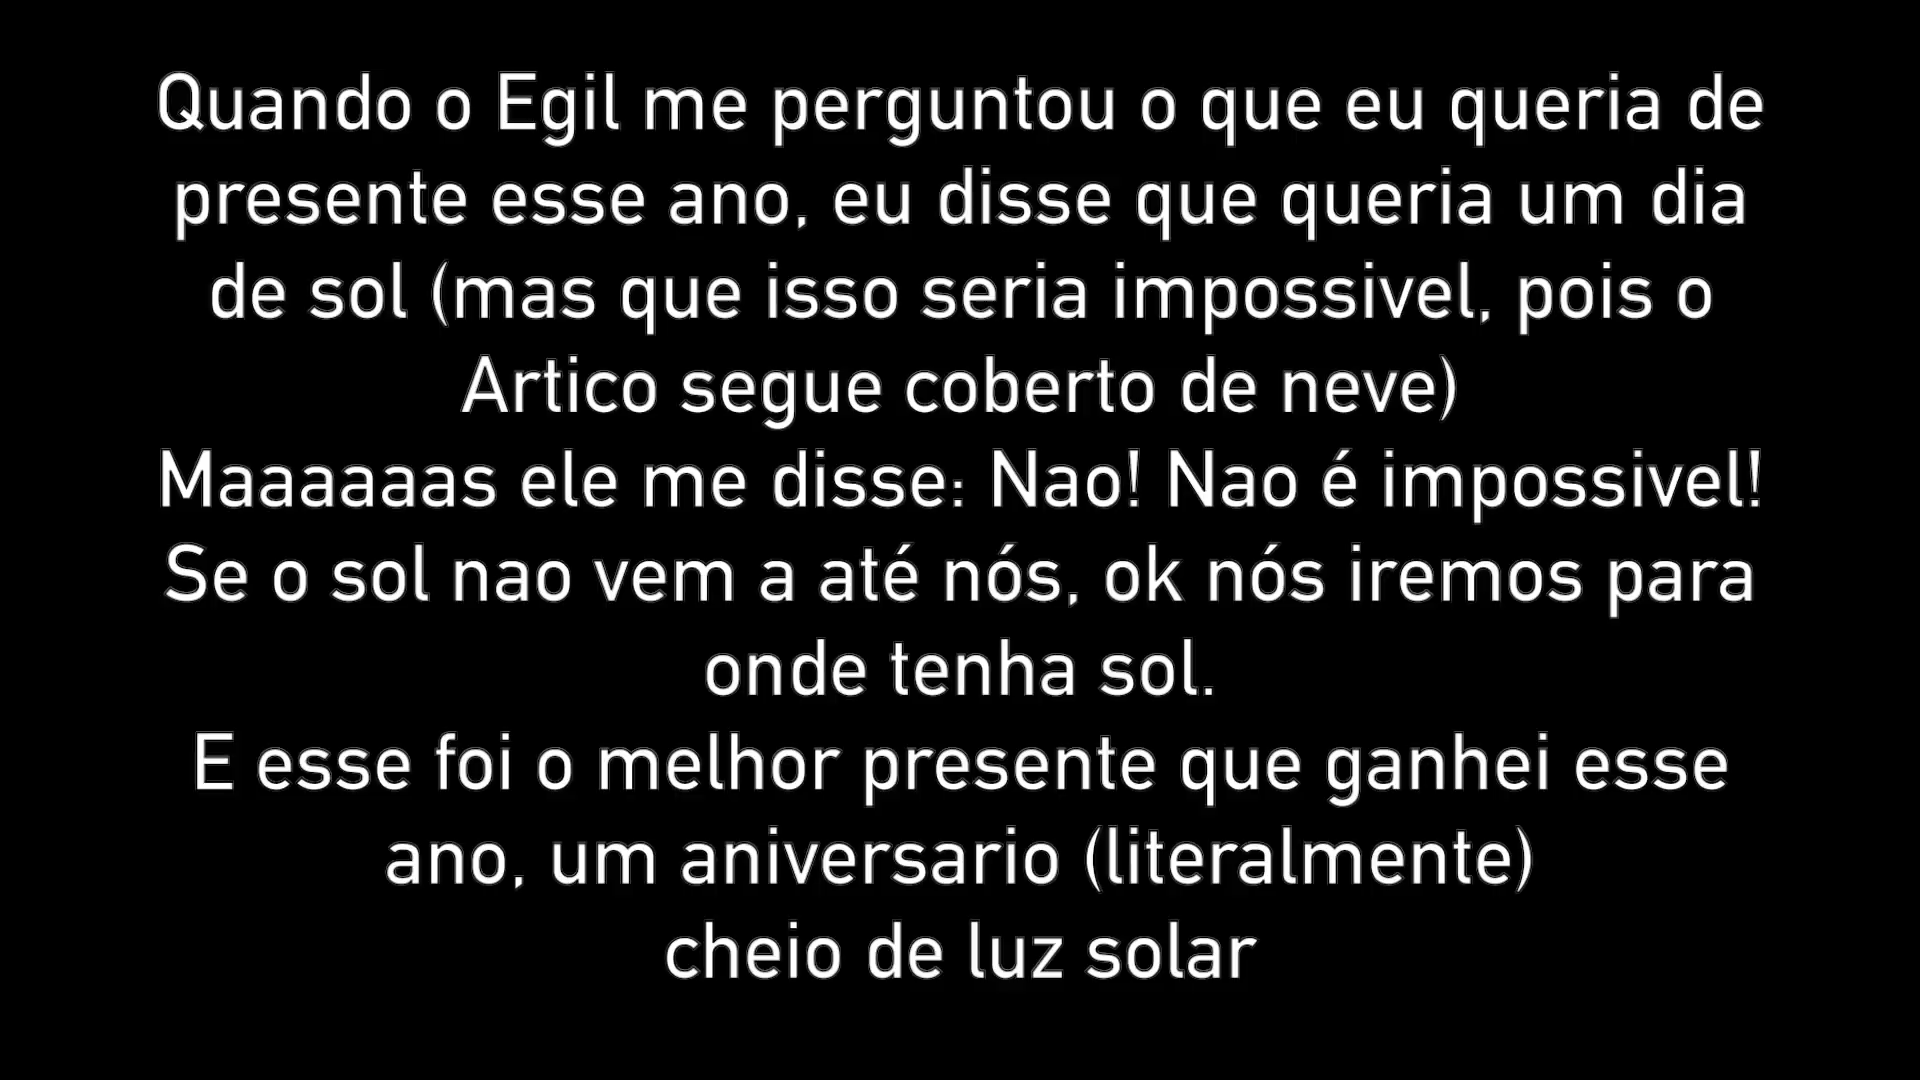 Quando o Egil me perguntou o que eu queria de
presente esse ano, eu disse que queria um dia
de sol (mas que isso seria impossivel, pois o
Artico segue coberto de neve)
Maaaaaas ele me disse: Nao! Nao é impossivel!
Se o sol nao vem a até nós, ok nós iremos para
onde tenha sol.
E esse foi o melhor presente que ganhei esse
ano, um aniversario (literalmente)
cheio de luz solar